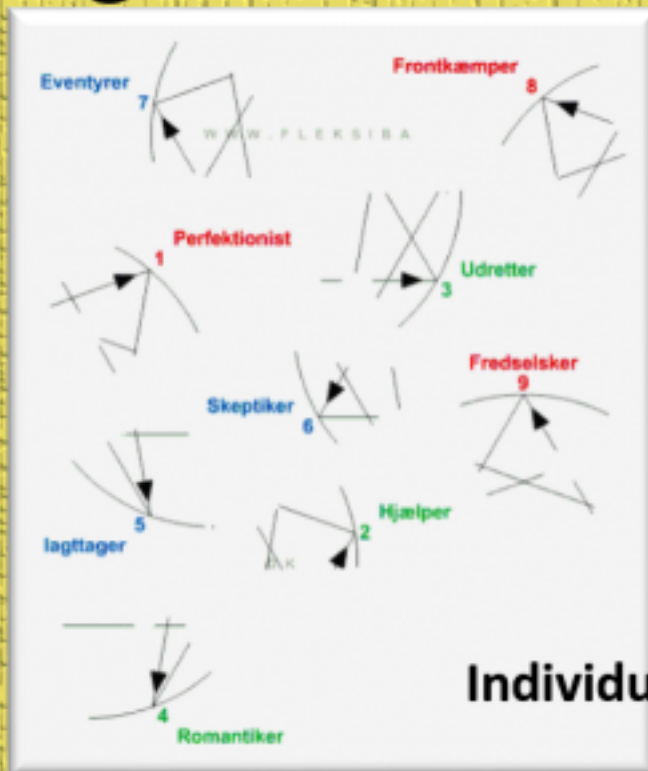 Eventyrer
7
Frontkæmper
8
WWW.FLEKSIBA
Perfektionist
1
Udretter
3
Fredselsker
9
Skeptiker
6
5
Iagttager
Hjælper
2
Individu
4
Romantiker